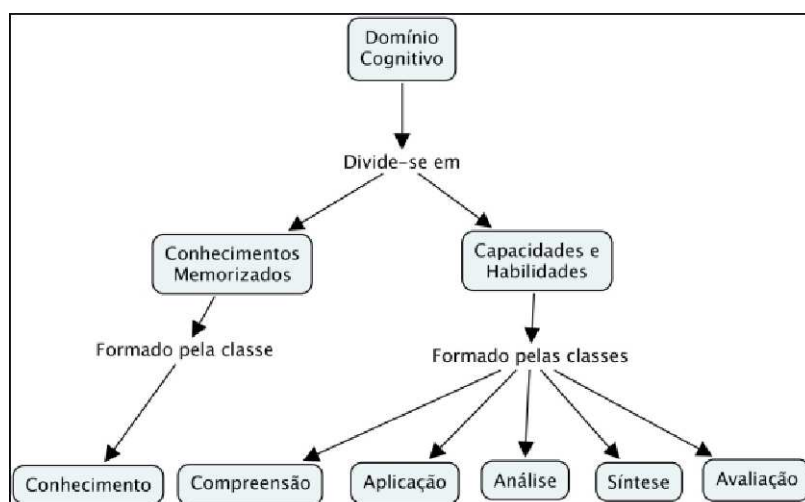 Domínio
Cognitivo
Divide-se em
Conhecimentos
Memorizados
Capacidades e
Habilidades
Formado pela classe
Formado pelas classes
Conhecimento
Compreensão
Aplicação
Análise
Síntese
Avaliação